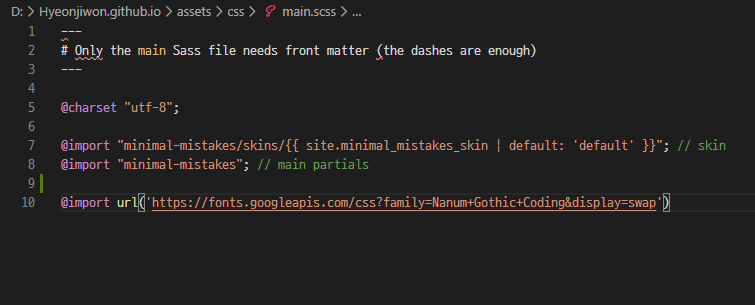 D: > Hyeonjiwon.github.io > assets > css > main.scss > ...
1 ---
2 # Only the main Sass file needs front matter (the dashes are enough)
3 ---
4
5 @charset "utf-8";
6
7 @import "minimal-mistakes/skins/{{ site.minimal_mistakes_skin | default: 'default' }}"; // skin
8 @import "minimal-mistakes"; // main partials
9
10 @import url('https://fonts.googleapis.com/css?family=Nanum+Gothic+Coding&display=swap')